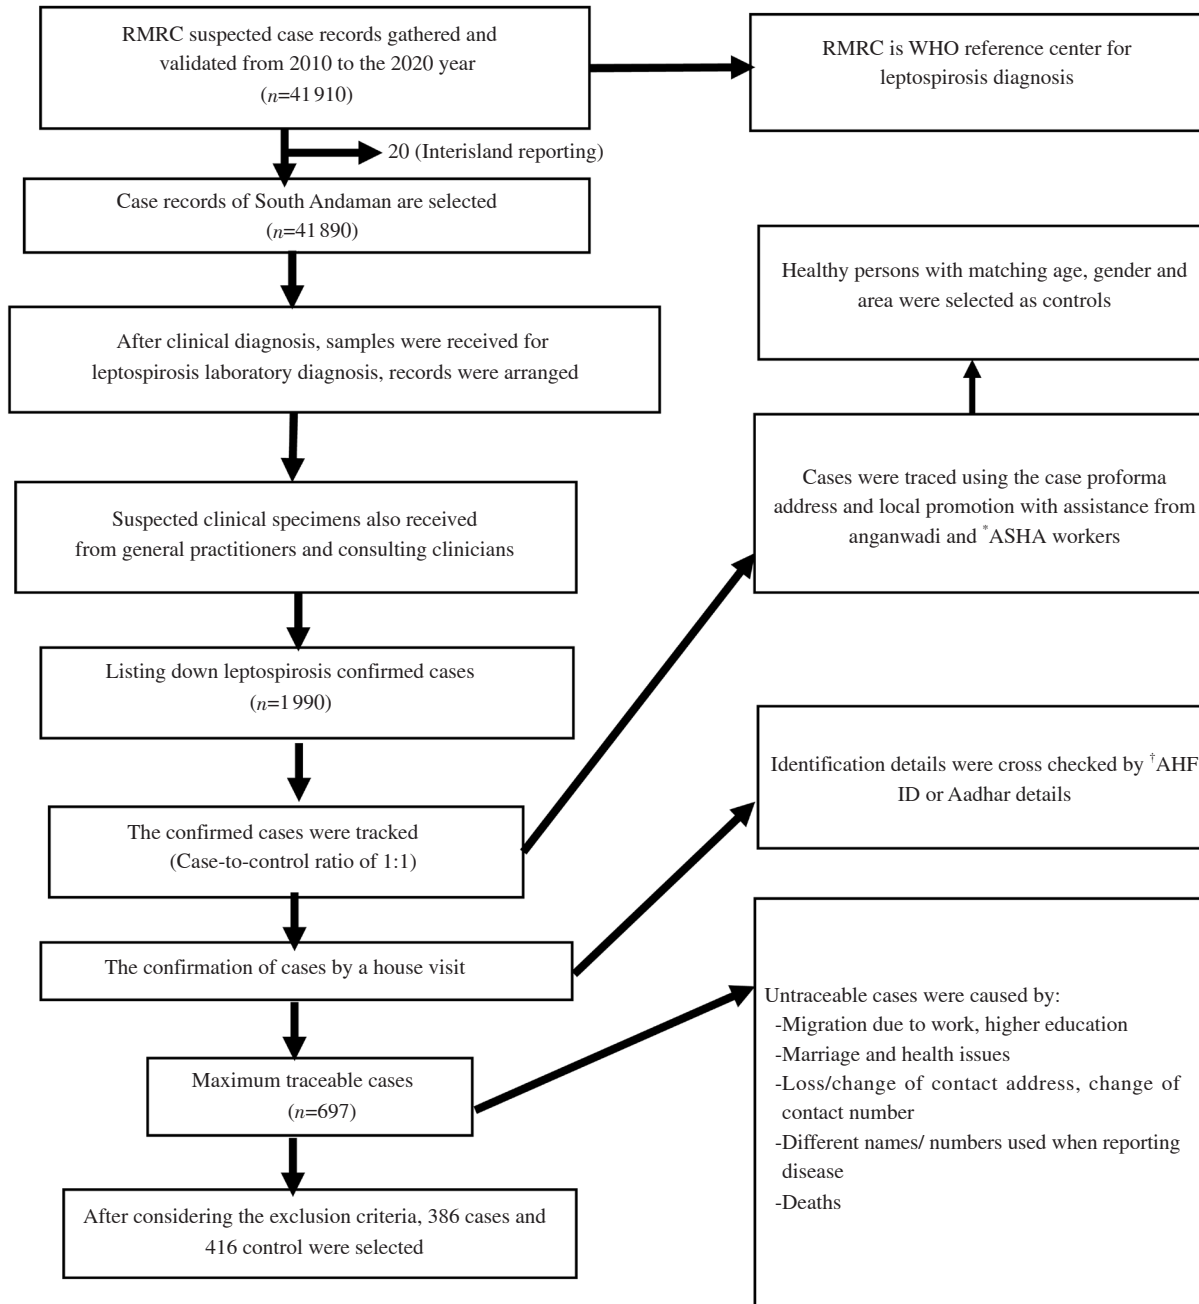 RMRC suspected case records gathered and
validated from 2010 to the 2020 year
(n=41 910)
RMRC is WHO reference center for
leptospirosis diagnosis
20 (Interisland reporting)
Case records of South Andaman are selected
(n=41 890)
Healthy persons with matching age, gender and
area were selected as controls
After clinical diagnosis, samples were received for
leptospirosis laboratory diagnosis, records were arranged
Cases were traced using the case proforma
address and local promotion with assistance from
anganwadi and *ASHA workers
Suspected clinical specimens also received
from general practitioners and consulting clinicians
Listing down leptospirosis confirmed cases
(n=1 990)
Identification details were cross checked by †AHF
ID or Aadhar details
The confirmed cases were tracked
(Case-to-control ratio of 1:1)
The confirmation of cases by a house visit
Untraceable cases were caused by:
-Migration due to work, higher education
-Marriage and health issues
-Loss/change of contact address, change of
contact number
-Different names/ numbers used when reporting
disease
-Deaths
Maximum traceable cases
(n=697)
After considering the exclusion criteria, 386 cases and
416 control were selected